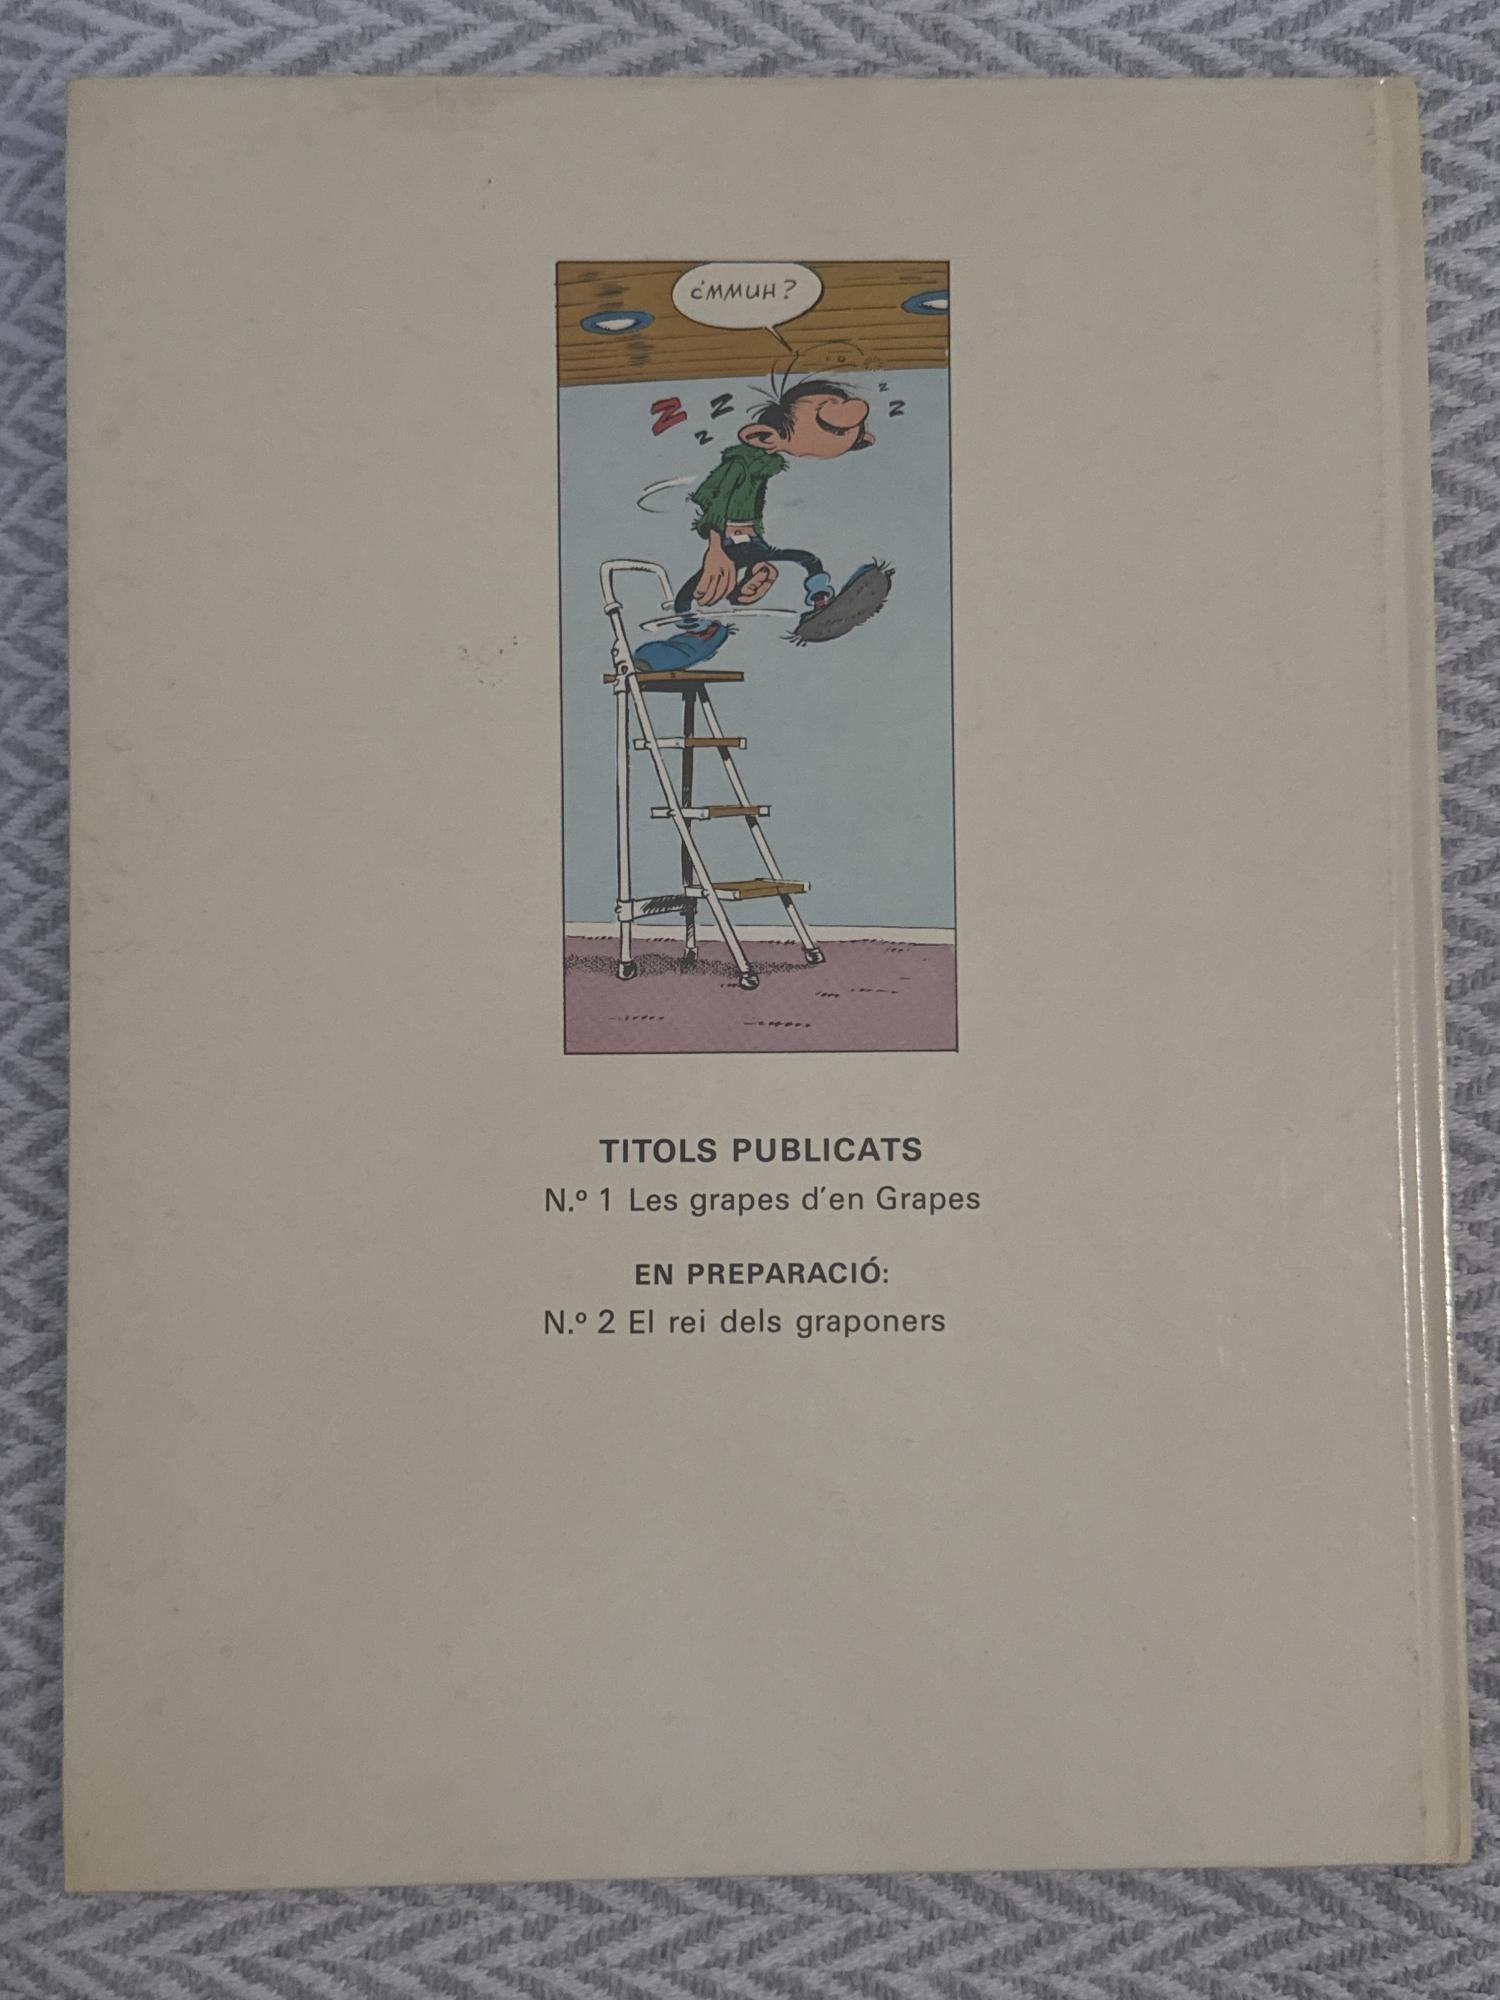 ¿MMUH?
Z Z Z Z Z
TITOLS PUBLICATS
N.º 1 Les grapes d'en Grapes
EN PREPARACIÓ:
N.º 2 El rei dels graponers